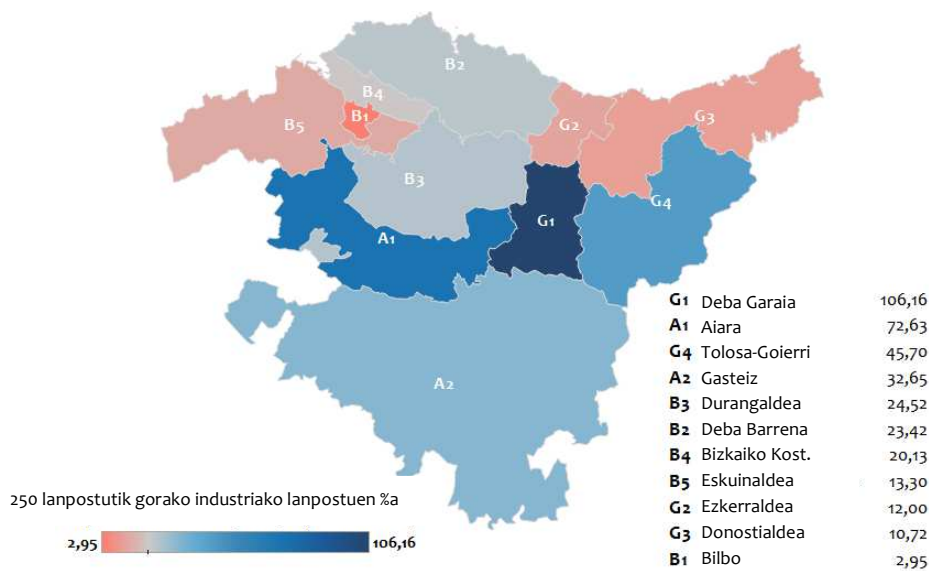 B2
B4
B1
B5
G2
G3
B3
G4
G1
A1
A2
G1 Deba Garaia 106,16
A1 Aiara 72,63
G4 Tolosa-Goierri 45,70
A2 Gasteiz 32,65
B3 Durangaldea 24,52
B2 Deba Barrena 23,42
B4 Bizkaiko Kost. 20,13
B5 Eskuinaldea 13,30
G2 Ezkerraldea 12,00
G3 Donostialdea 10,72
B1 Bilbo 2,95
250 lanpostutik gorako industriako lanpostuen %a
2,95 106,16